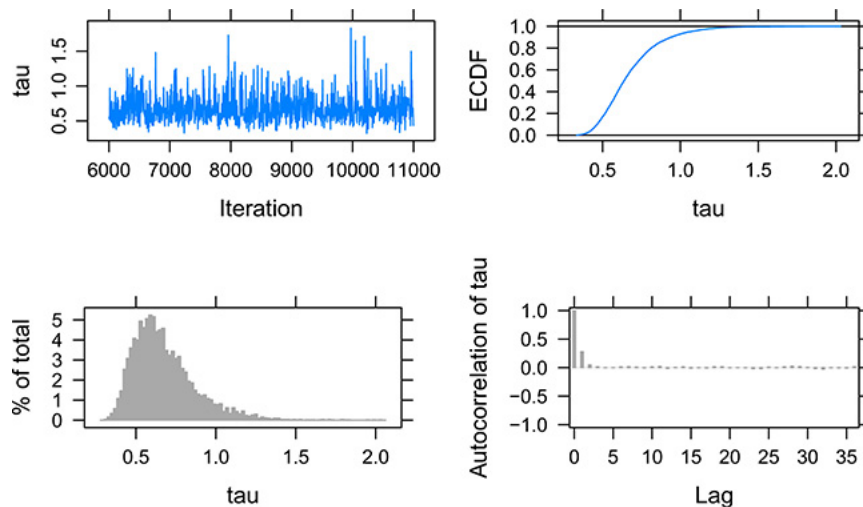 tau
1.5
1.0
0.5
6000 7000 8000 9000 10000 11000
Iteration
ECDF
1.0
0.8
0.6
0.4
0.2
0.0
0.5 1.0 1.5 2.0
tau
% of total
5
4
3
2
1
0
0.5 1.0 1.5 2.0
tau
Autocorrelation of tau
1.0
0.5
0.0
−0.5
−1.0
0 5 10 15 20 25 30 35
Lag